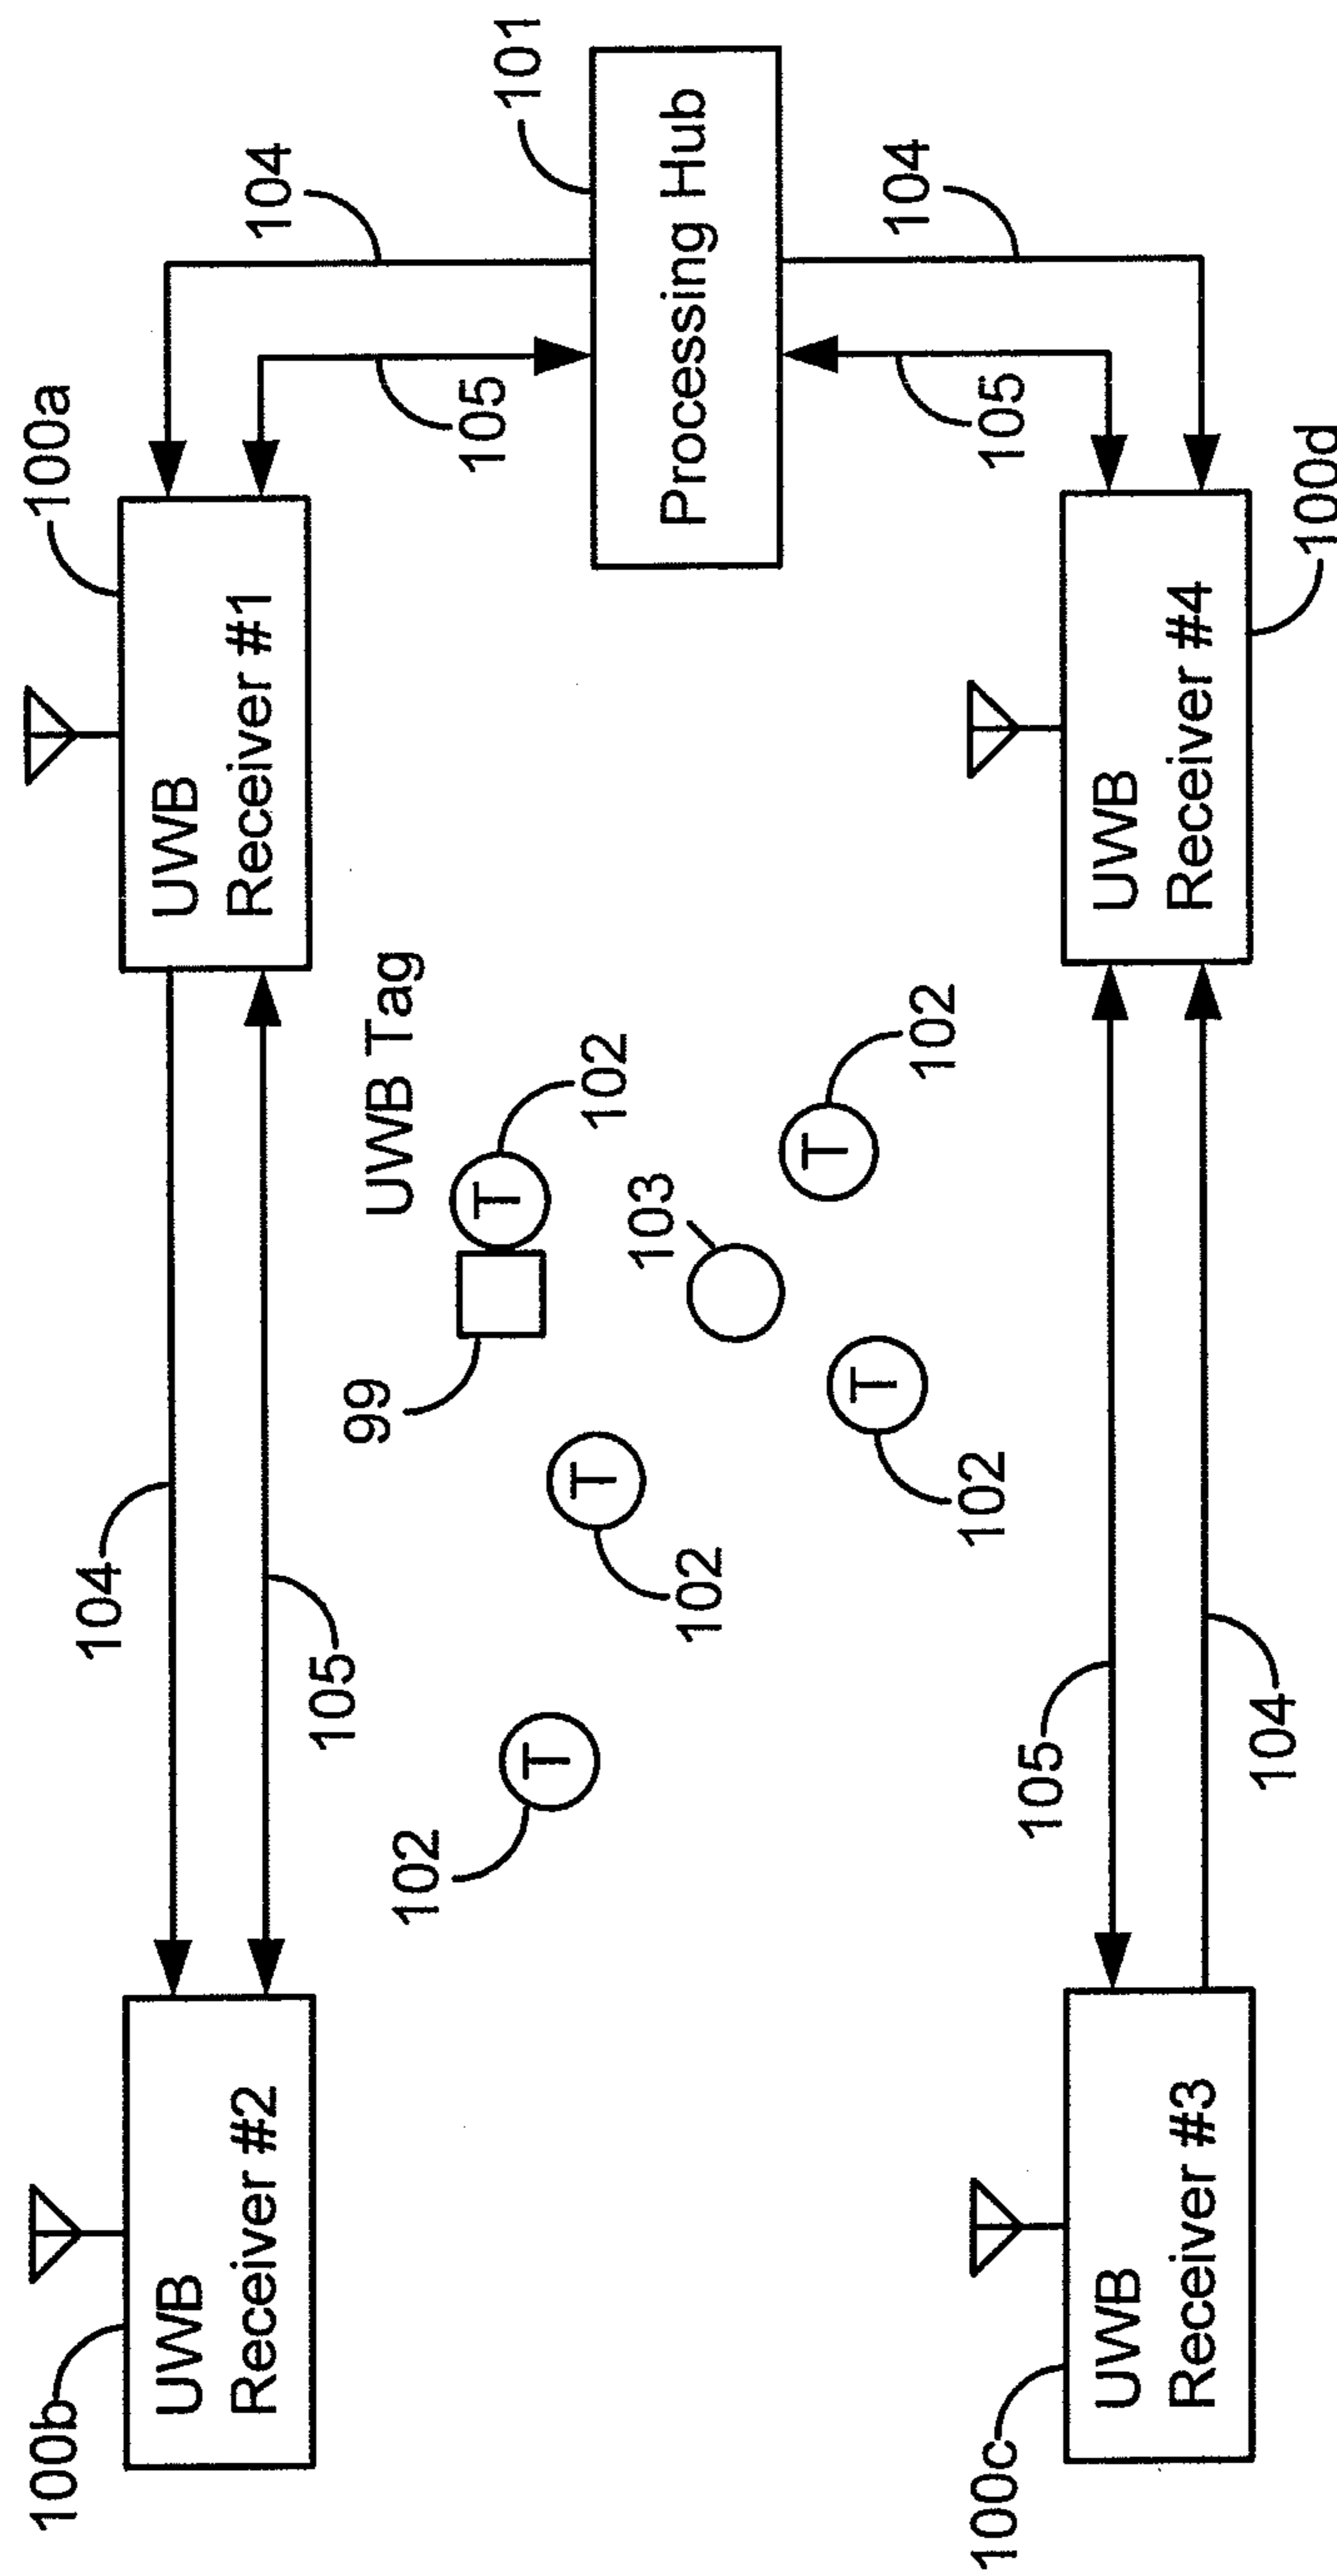 100b
100a
104
UWB
Receiver #2
UWB
Receiver #1
104
105
99
UWB Tag
102
105
101
102
103
Processing Hub
102
104
102
102
100c
105
105
UWB
Receiver #3
UWB
Receiver #4
104
100d